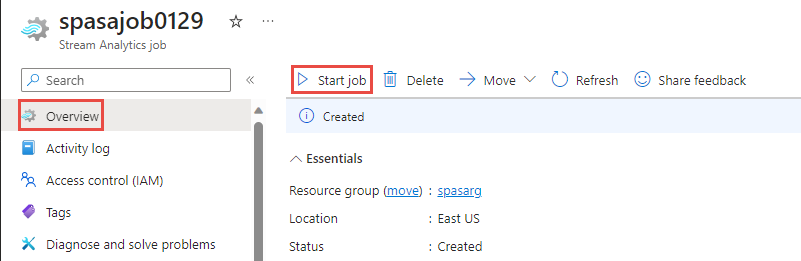 spasajob0129
Stream Analytics job
Search
Start job Delete Move Refresh Share feedback
Overview
Created
Activity log
Essentials
Access control (IAM)
Resource group (move) : spasarg
Tags
Location : East US
Diagnose and solve problems
Status : Created